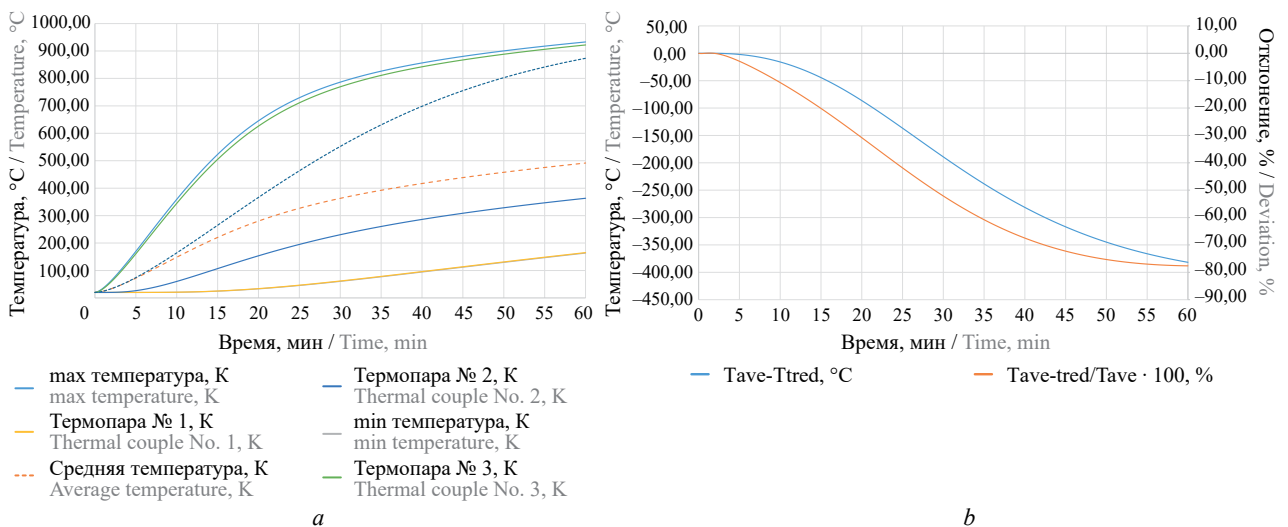 Температура, °C / Temperature, °C
1000,00
900,00
800,00
700,00
600,00
500,00
400,00
300,00
200,00
100,00
0 5 10 15 20 25 30 35 40 45 50 55 60
Время, мин / Time, min
max температура, К
max temperature, K
Термопара № 1, К
Thermal couple No. 1, K
Средняя температура, К
Average temperature, K
Термопара № 2, К
Thermal couple No. 2, K
min температура, К
min temperature, K
Термопара № 3, К
Thermal couple No. 3, K
a
Температура, °C / Temperature, °C
50,00
0,00
–50,00
–100,00
–150,00
–200,00
–250,00
–300,00
–350,00
–400,00
–450,00
10,00
0,00
–10,00
–20,00
–30,00
–40,00
–50,00
–60,00
–70,00
–80,00
–90,00
Отклонение, % / Deviation, %
0 5 10 15 20 25 30 35 40 45 50 55 60
Время, мин / Time, min
Tave-Ttred, °C
Tave-tred/Tave · 100, %
b